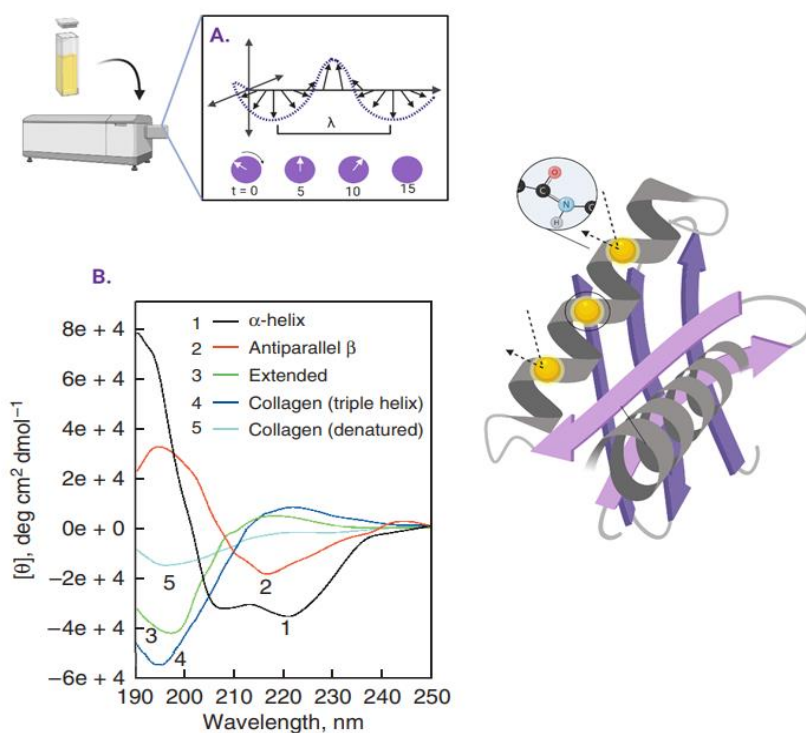 A.
λ
t = 0 5 10 15
O
C
N
C
H
B.
[θ], deg cm² dmol⁻¹
8e + 4
6e + 4
4e + 4
2e + 4
0e + 0
−2e + 4
−4e + 4
−6e + 4
1 α-helix
2 Antiparallel β
3 Extended
4 Collagen (triple helix)
5 Collagen (denatured)
5
2
1
3
4
190 200 210 220 230 240 250
Wavelength, nm